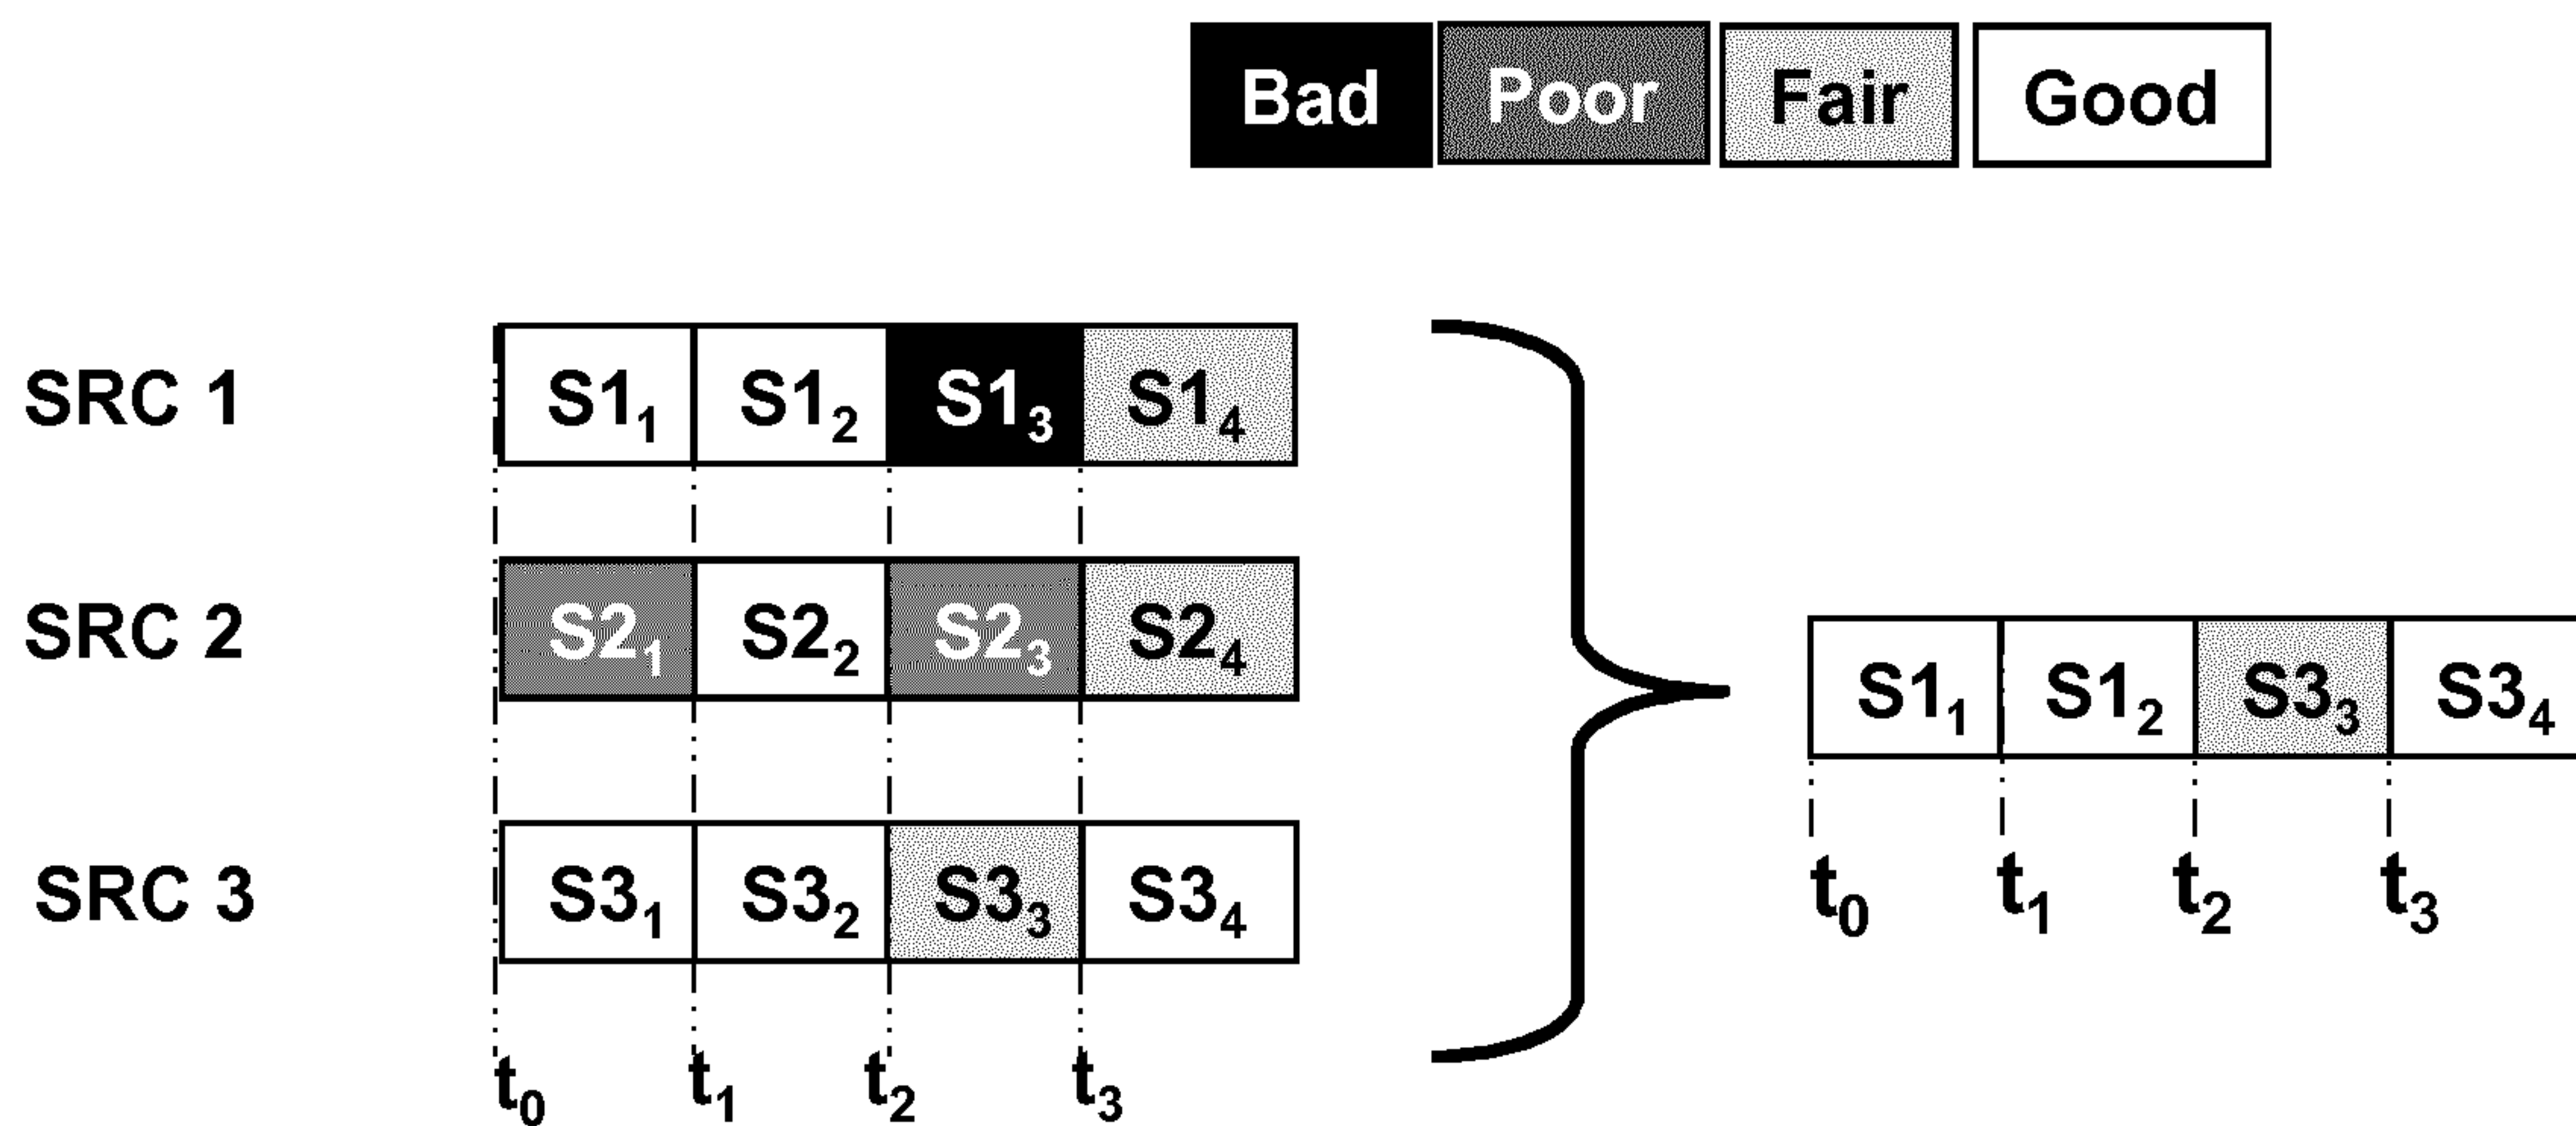 Bad Poor Fair Good
SRC 1 S1₁ S1₂ S1₃ S1₄
SRC 2 S2₁ S2₂ S2₃ S2₄
S1₁ S1₂ S3₃ S3₄
SRC 3 S3₁ S3₂ S3₃ S3₄
t₀ t₁ t₂ t₃
t₀ t₁ t₂ t₃